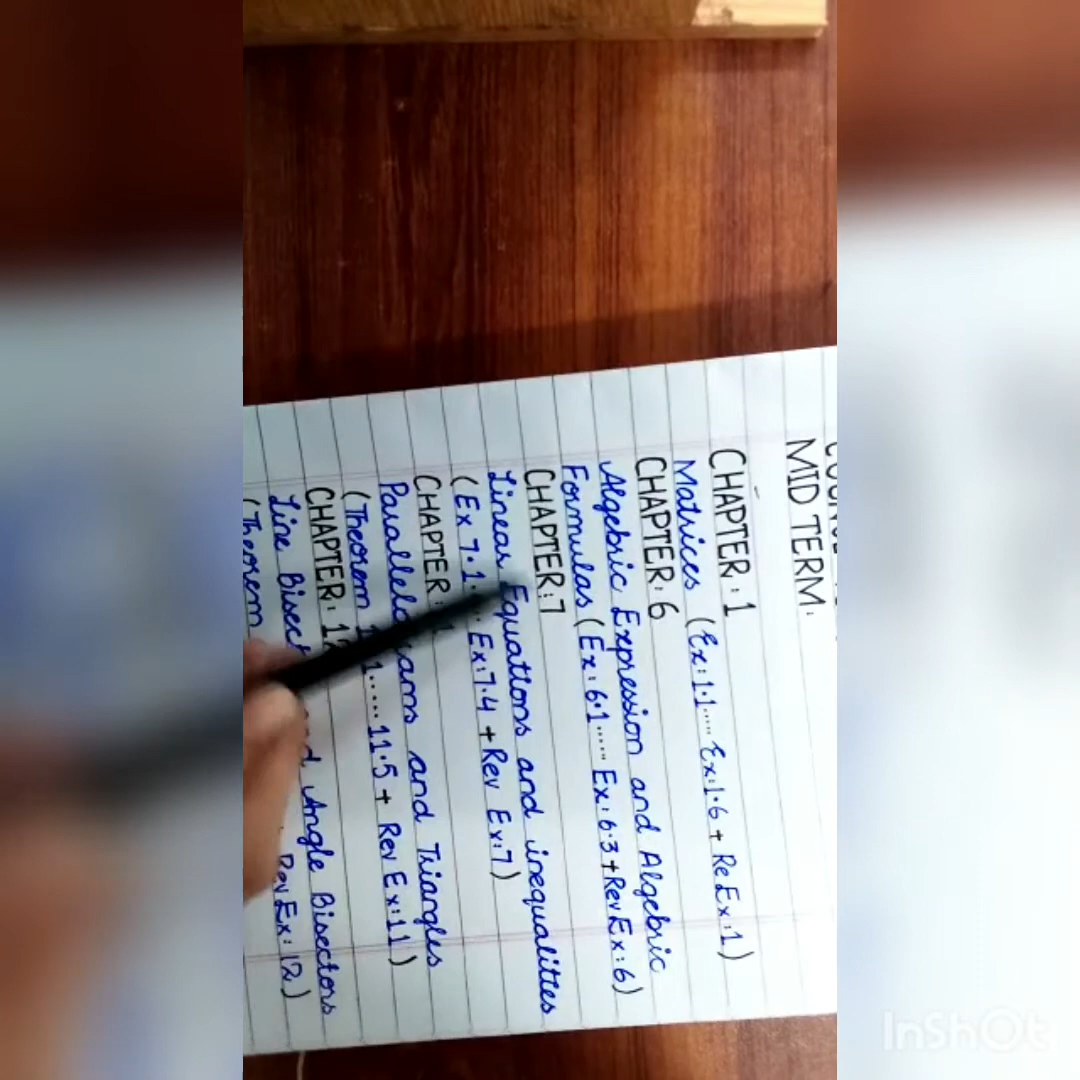 MID TERM:
CHAPTER : 1
Matrices (Ex:1.1..... Ex:1.6 + Re Ex:1)
CHAPTER: 6
Algebric Expression and Algebric
Formulas (Ex: 6.1..... Ex: 6.3 + Rev Ex: 6)
CHAPTER: 7
Linear Equations and inequalities
(Ex 7.1. Ex:7.4 + Rev Ex:7)
CHAPTER
and Triangles
(Theorem 11.5 + Rev Ex:11)
CHAPTER: 12
Line Angle Bisectors
(Theorem Rev Ex: 12)
InShOt